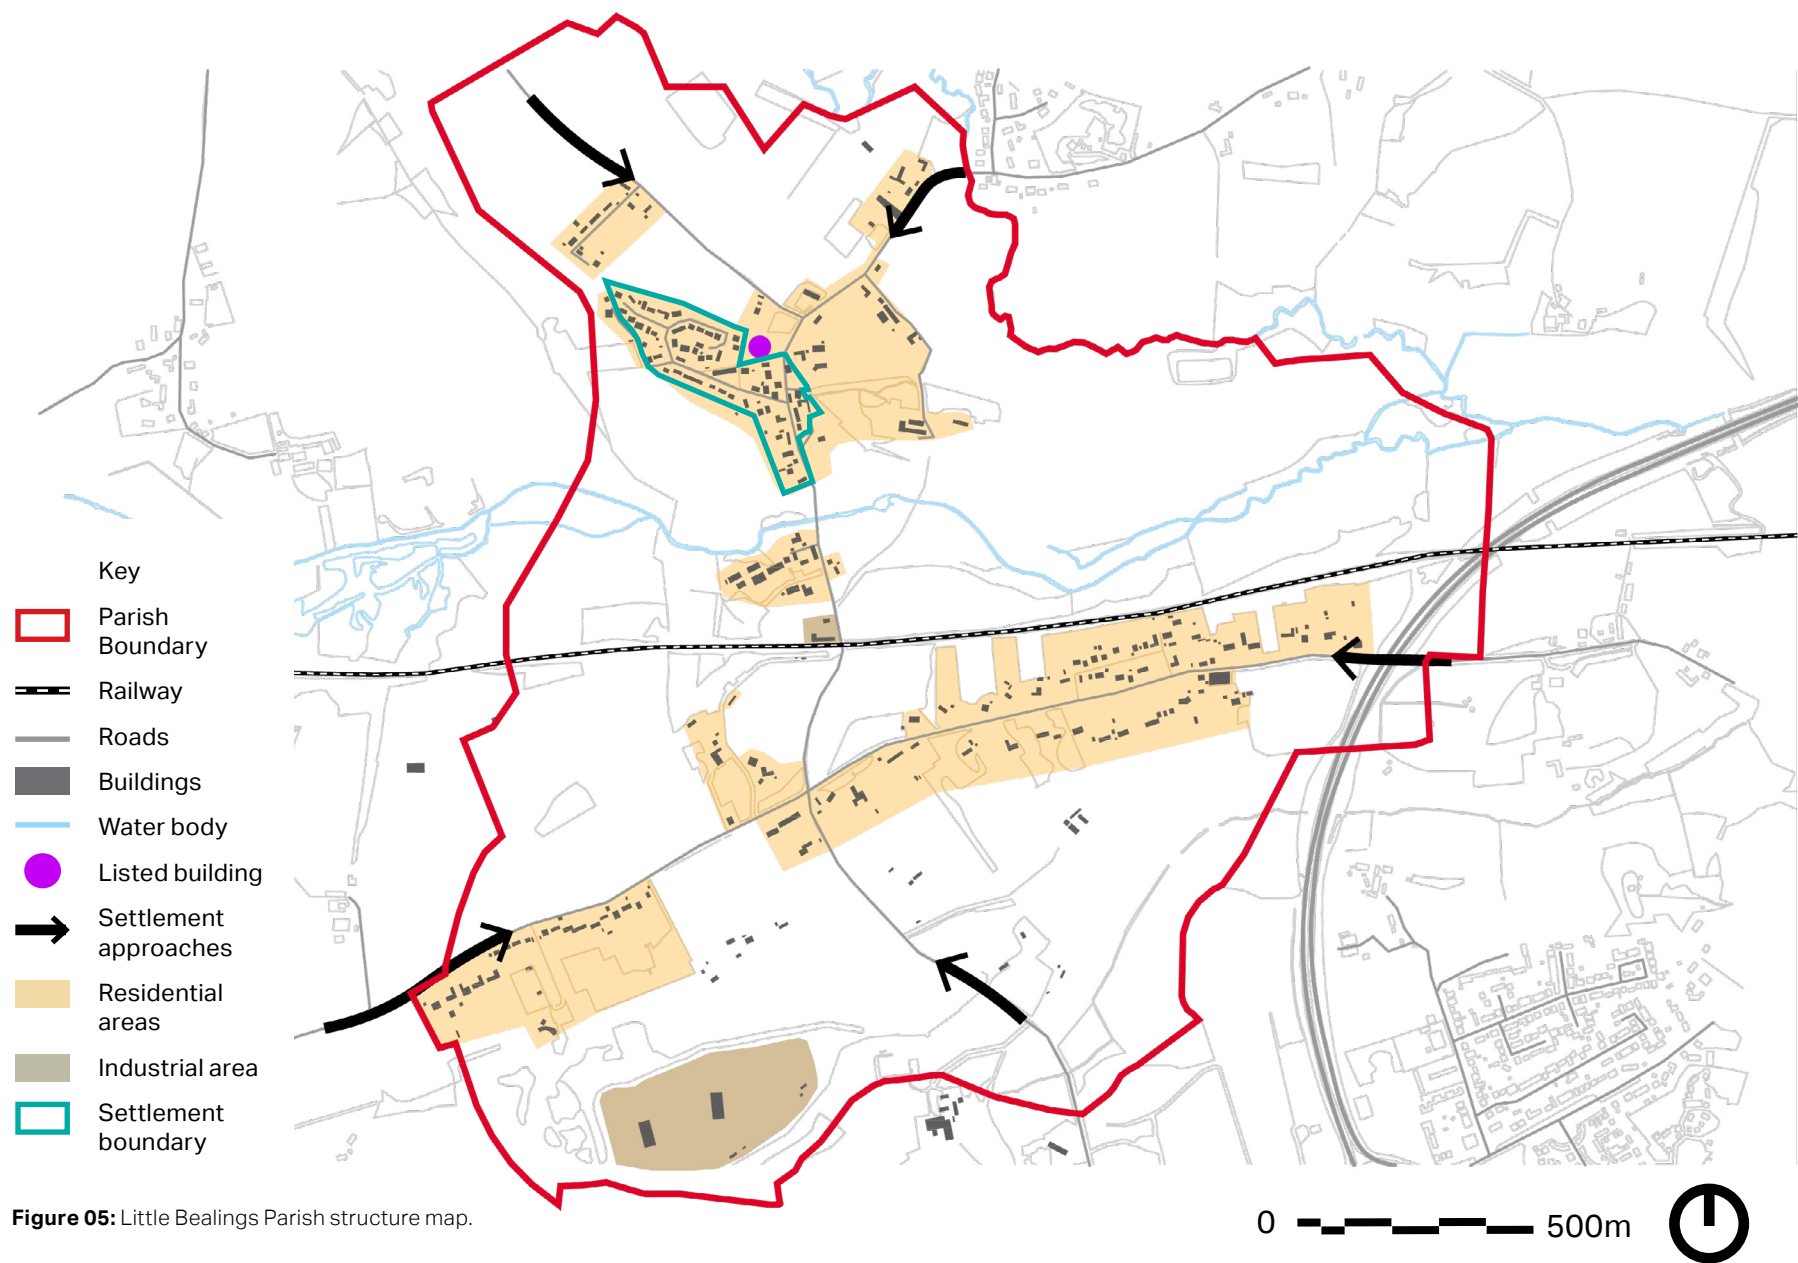 Key
Parish
Boundary
Railway
Roads
Buildings
Water body
Listed building
Settlement
approaches
Residential
areas
Industrial area
Settlement
boundary
Figure 05: Little Bealings Parish structure map.
0 500m